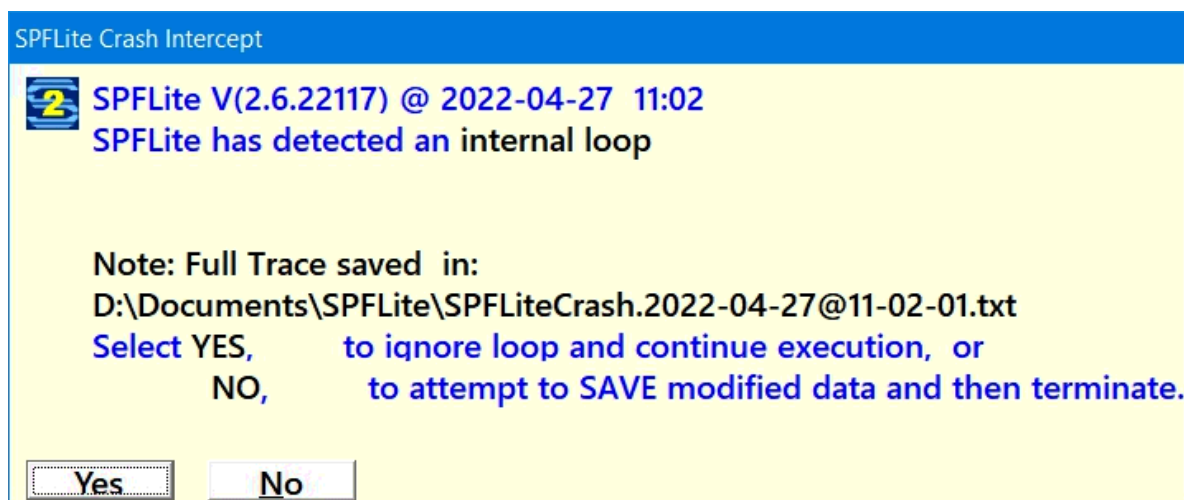 SPFLite Crash Intercept
2
SPFLite V(2.6.22117) @ 2022-04-27 11:02
SPFLite has detected an internal loop
Note: Full Trace saved in:
D:\Documents\SPFLite\SPFLiteCrash.2022-04-27@11-02-01.txt
Select YES, to ignore loop and continue execution, or
NO, to attempt to SAVE modified data and then terminate.
Yes No